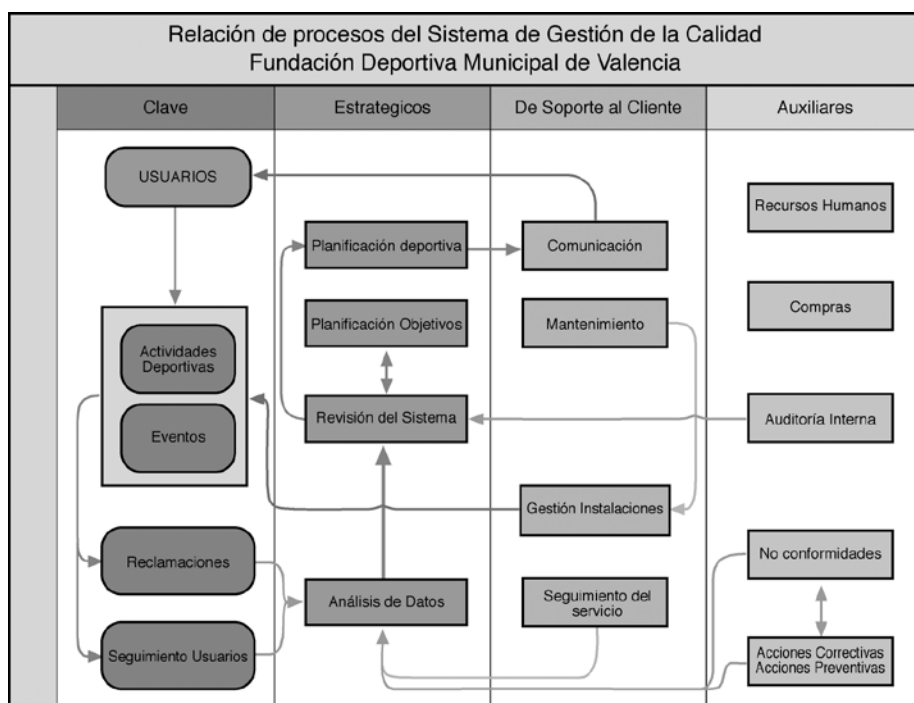 Relación de procesos del Sistema de Gestión de la Calidad
Fundación Deportiva Municipal de Valencia
Clave
Estrategicos
De Soporte al Cliente
Auxiliares
USUARIOS
Actividades
Deportivas
Eventos
Reclamaciones
Seguimiento Usuarios
Planificación deportiva
Planificación Objetivos
Revisión del Sistema
Análisis de Datos
Comunicación
Mantenimiento
Gestión Instalaciones
Seguimiento del
servicio
Recursos Humanos
Compras
Auditoría Interna
No conformidades
Acciones Correctivas
Acciones Preventivas